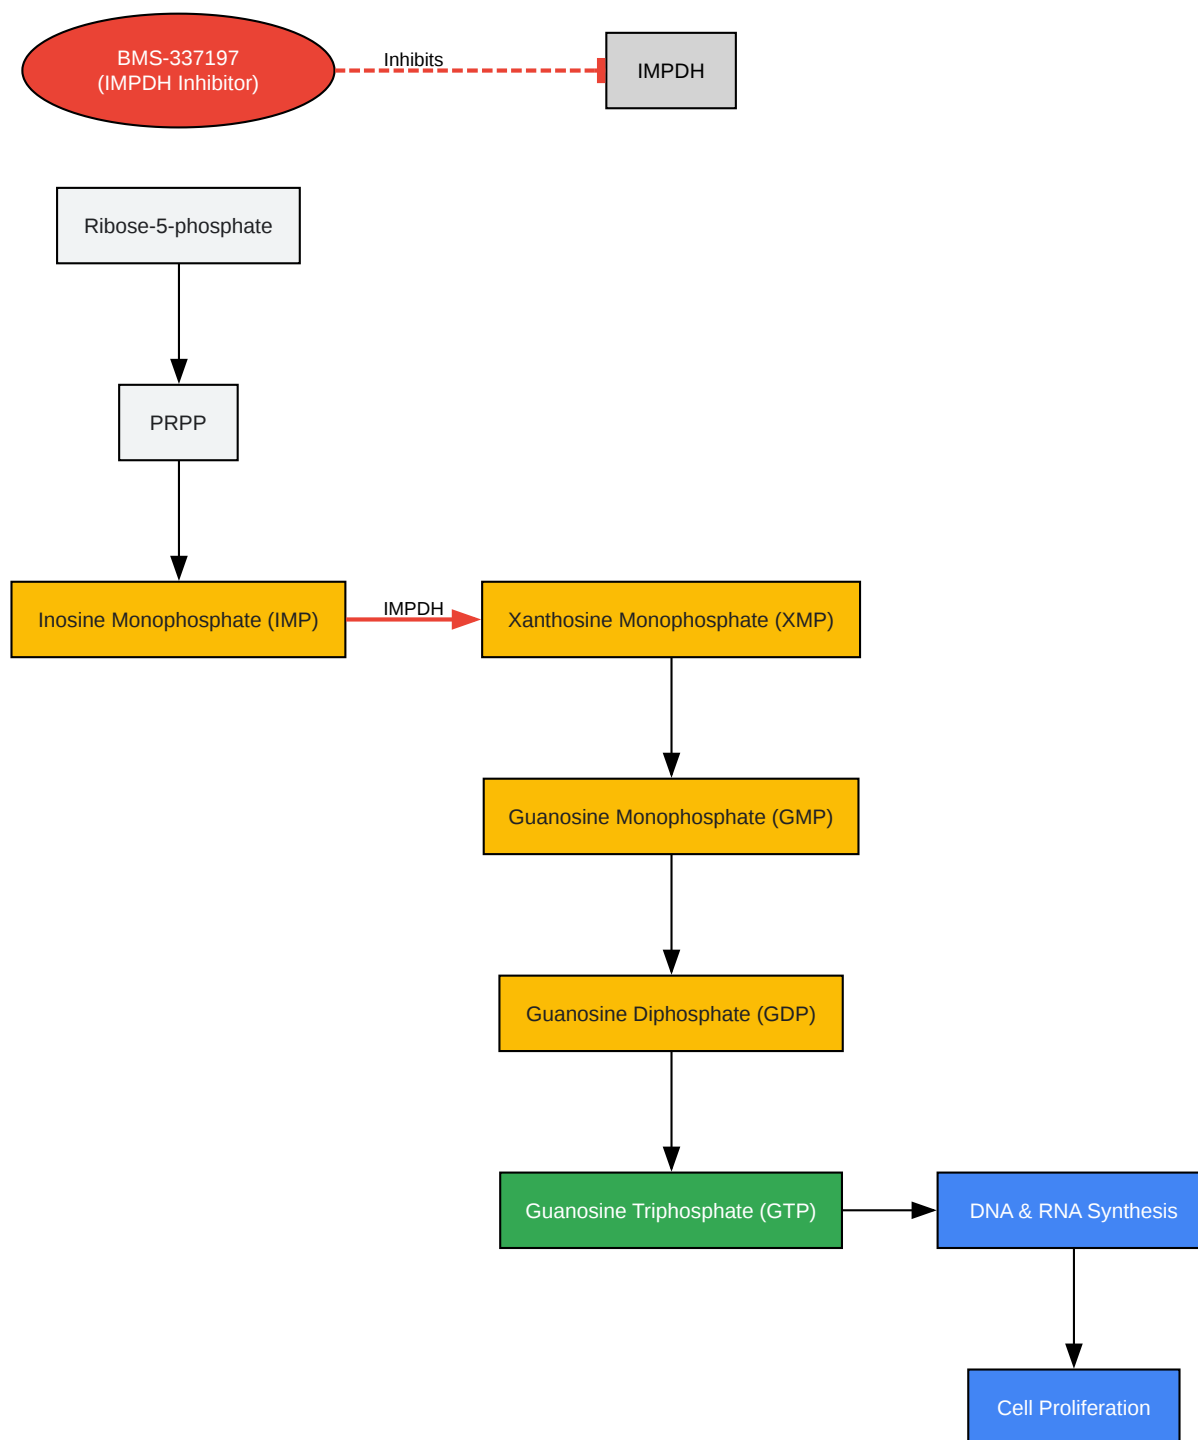 BMS-337197
(IMPDH Inhibitor)
Inhibits
IMPDH
Ribose-5-phosphate
PRPP
Inosine Monophosphate (IMP)
IMPDH
Xanthosine Monophosphate (XMP)
Guanosine Monophosphate (GMP)
Guanosine Diphosphate (GDP)
Guanosine Triphosphate (GTP)
DNA & RNA Synthesis
Cell Proliferation